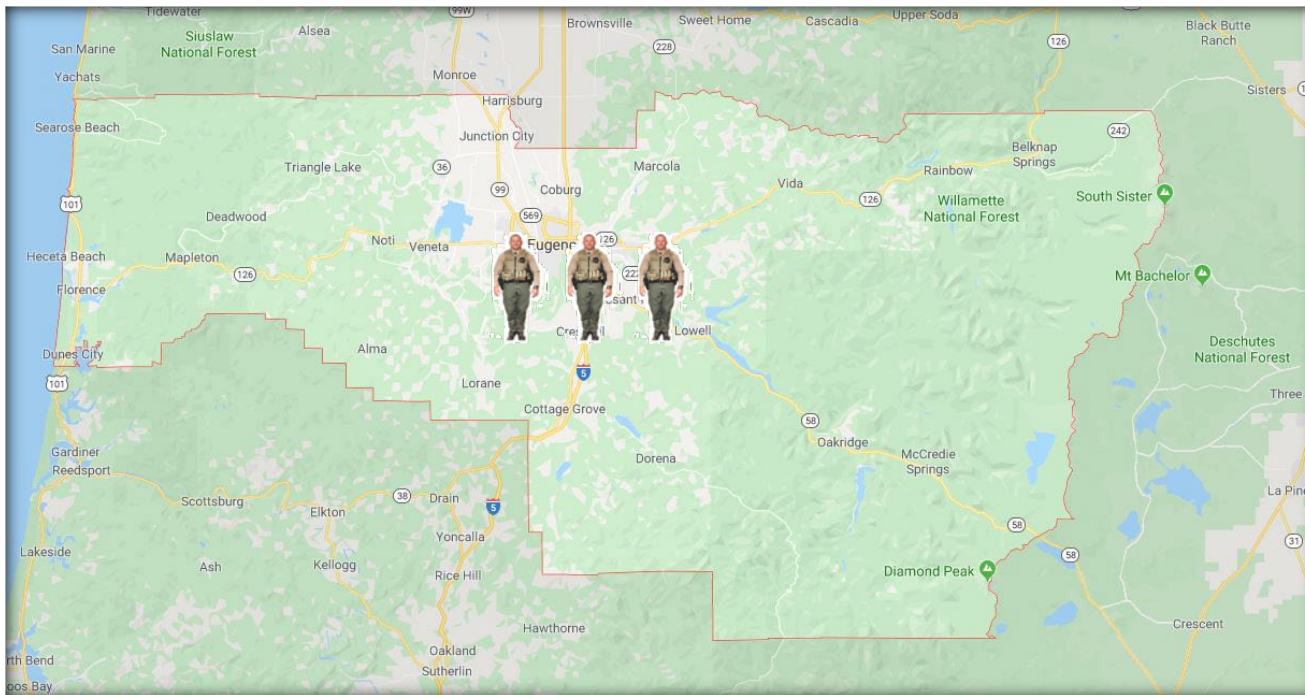 Tidewater
99W
Brownsville
Sweet Home
Cascadia
Upper Soda
Siuslaw
National Forest
Alsea
San Marine
228
126
Black Butte
Ranch
Yachats
Monroe
20
Sisters
Harrisburg
Searose Beach
Junction City
242
Belknap
Springs
Triangle Lake
36
Marcola
Rainbow
99
Coburg
Vida
South Sister
101
126
Willamette
National Forest
Deadwood
569
Noti
Veneta
126
Heceta Beach
Mapleton
126
Mt Bachelor
Florence
Lowell
Dunes City
Alma
Deschutes
National Forest
101
Lorane
5
Three
Cottage Grove
58
Oakridge
Gardiner
Reedsport
Dorena
McCredie
Springs
Scottsburg
38
Drain
La Pine
Elkton
5
58
Yoncalla
31
Lakeside
58
Ash
Kellogg
Rice Hill
Diamond Peak
Hawthorne
Crescent
Oakland
Sutherlin